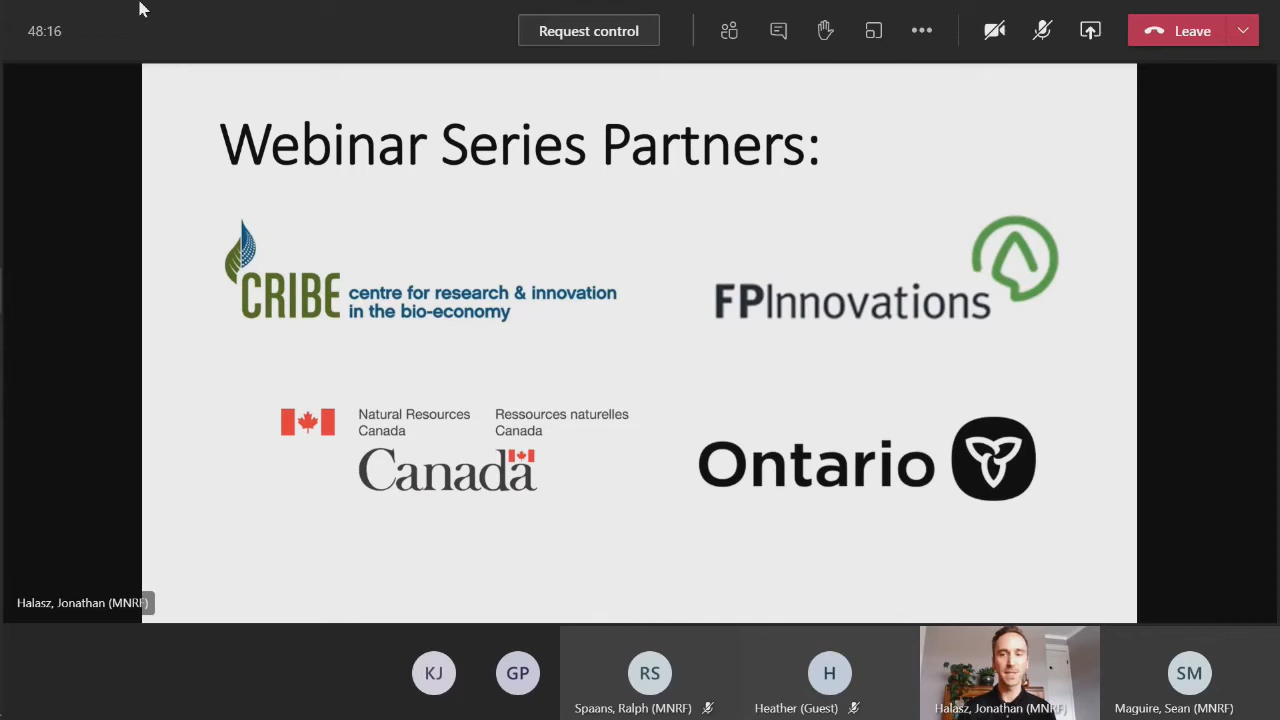 48:16
Request control
Leave
Webinar Series Partners:
CRIBE centre for research & innovation
in the bio-economy
FPInnovations
Natural Resources Ressources naturelles
Canada Canada
Canada
Ontario
Halasz, Jonathan (MNRF)
KJ
GP
RS
H
SM
Spaans, Ralph (MNRF)
Heather (Guest)
Halasz, Jonathan (MNRF)
Maguire, Sean (MNRF)